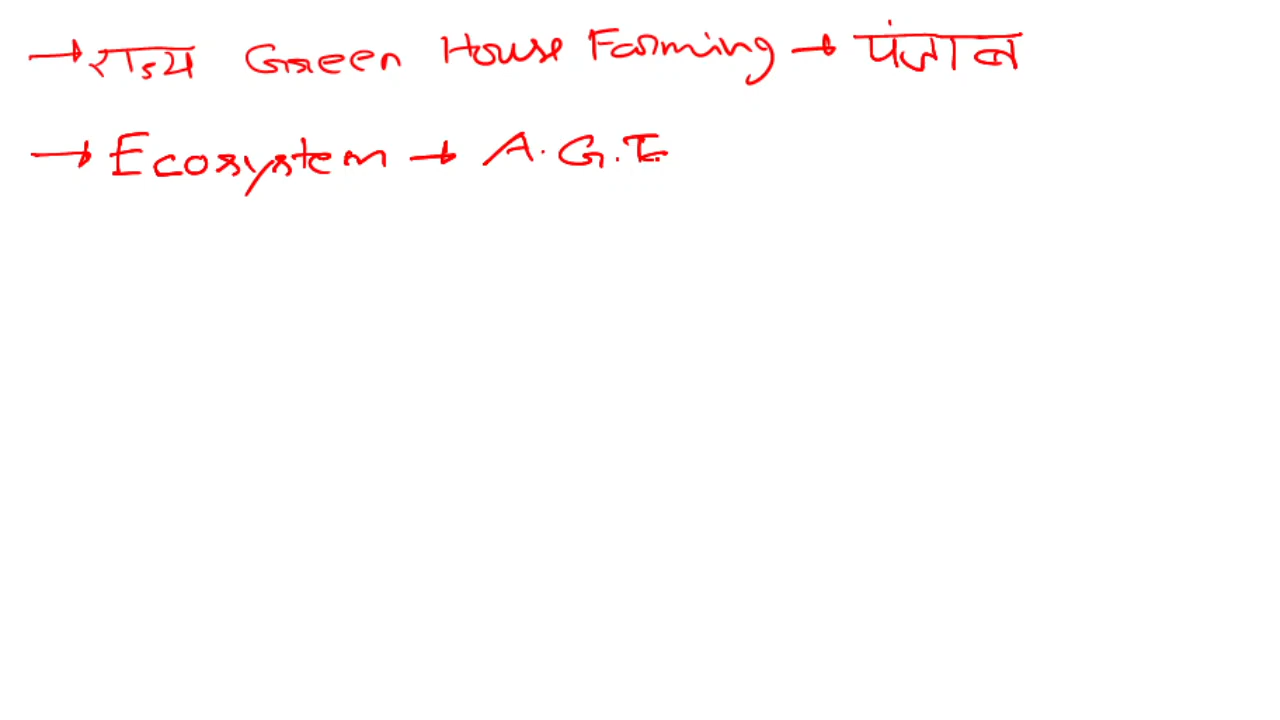 → राज्य Green House Farming → पंजाब
→ Ecosystem → A.G.T.